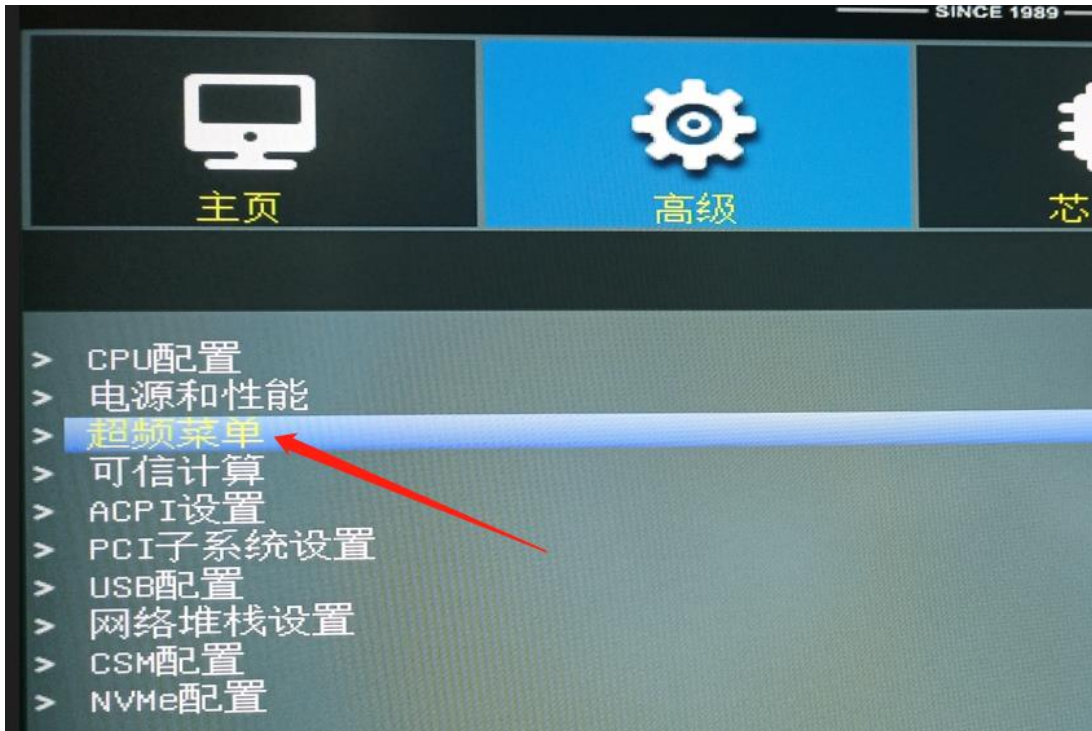 SINCE 1989
主页
高级
芯
> CPU配置
> 电源和性能
> 超频菜单
> 可信计算
> ACPI设置
> PCI子系统设置
> USB配置
> 网络堆栈设置
> CSM配置
> NVMe配置